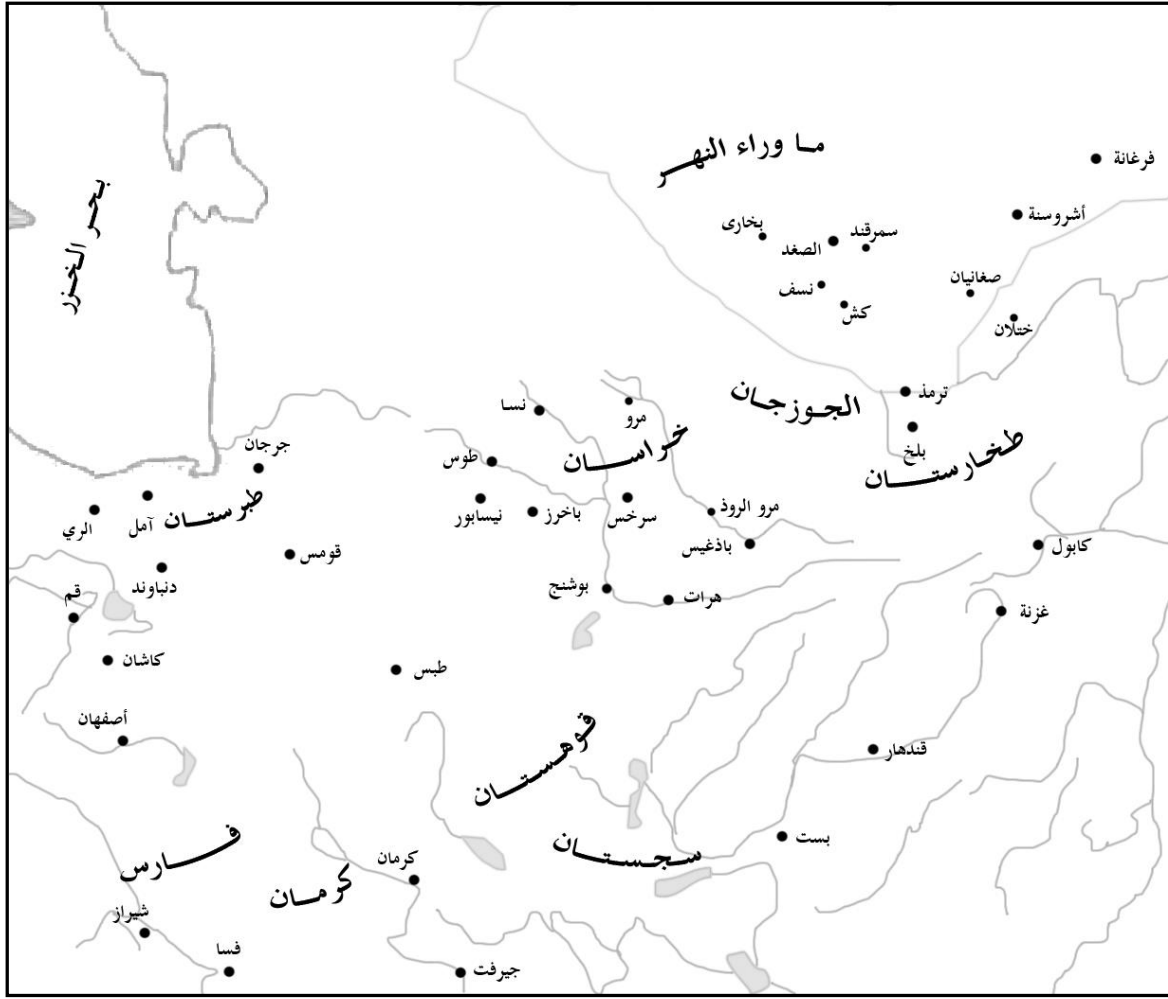 ما وراء النهر
فرغانة
أشروسنة
بخارى
الصغد
سمرقند
نسف
كش
صغانيان
ختلان
بحر الخزر
ترمذ
الجوزجان
بلخ
طخارستان
نسا
مرو
خراسان
جرجان
طوس
نيسابور
باخرز
سرخس
مرو الروذ
باذغيس
كابول
الري
آمل
طبرستان
قومس
دنباوند
بوشنج
هرات
غزنة
قم
كاشان
طبس
أصفهان
قوهستان
قندهار
بست
سجستان
فارس
كرمان
كرمان
شيراز
فسا
جيرفت